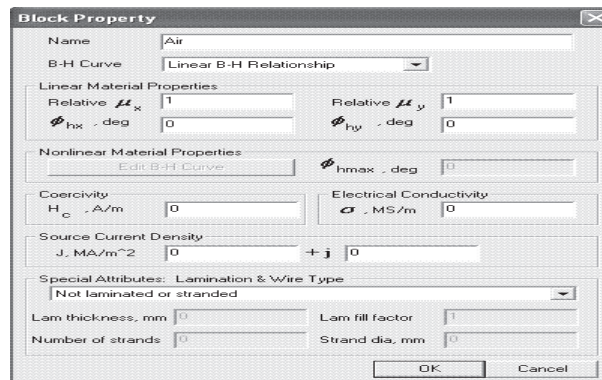 Block Property
Name Air
B-H Curve Linear B-H Relationship
Linear Material Properties
Relative μx 1 Relative μy 1
ϕhx , deg 0 ϕhy , deg 0
Nonlinear Material Properties
Edit B-H Curve ϕhmax , deg 0
Coercivity Electrical Conductivity
Hc , A/m 0 σ , MS/m 0
Source Current Density
J, MA/m^2 0 + j 0
Special Attributes: Lamination & Wire Type
Not laminated or stranded
Lam thickness, mm 0 Lam fill factor 1
Number of strands 0 Strand dia, mm 0
OK Cancel